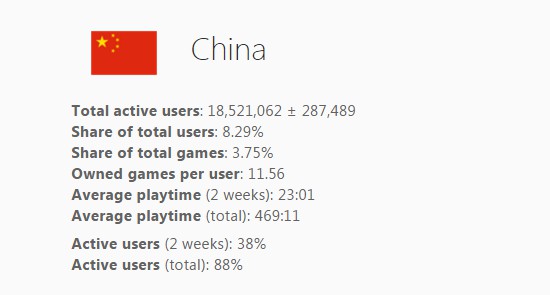 China
Total active users: 18,521,062 ± 287,489
Share of total users: 8.29%
Share of total games: 3.75%
Owned games per user: 11.56
Average playtime (2 weeks): 23:01
Average playtime (total): 469:11
Active users (2 weeks): 38%
Active users (total): 88%